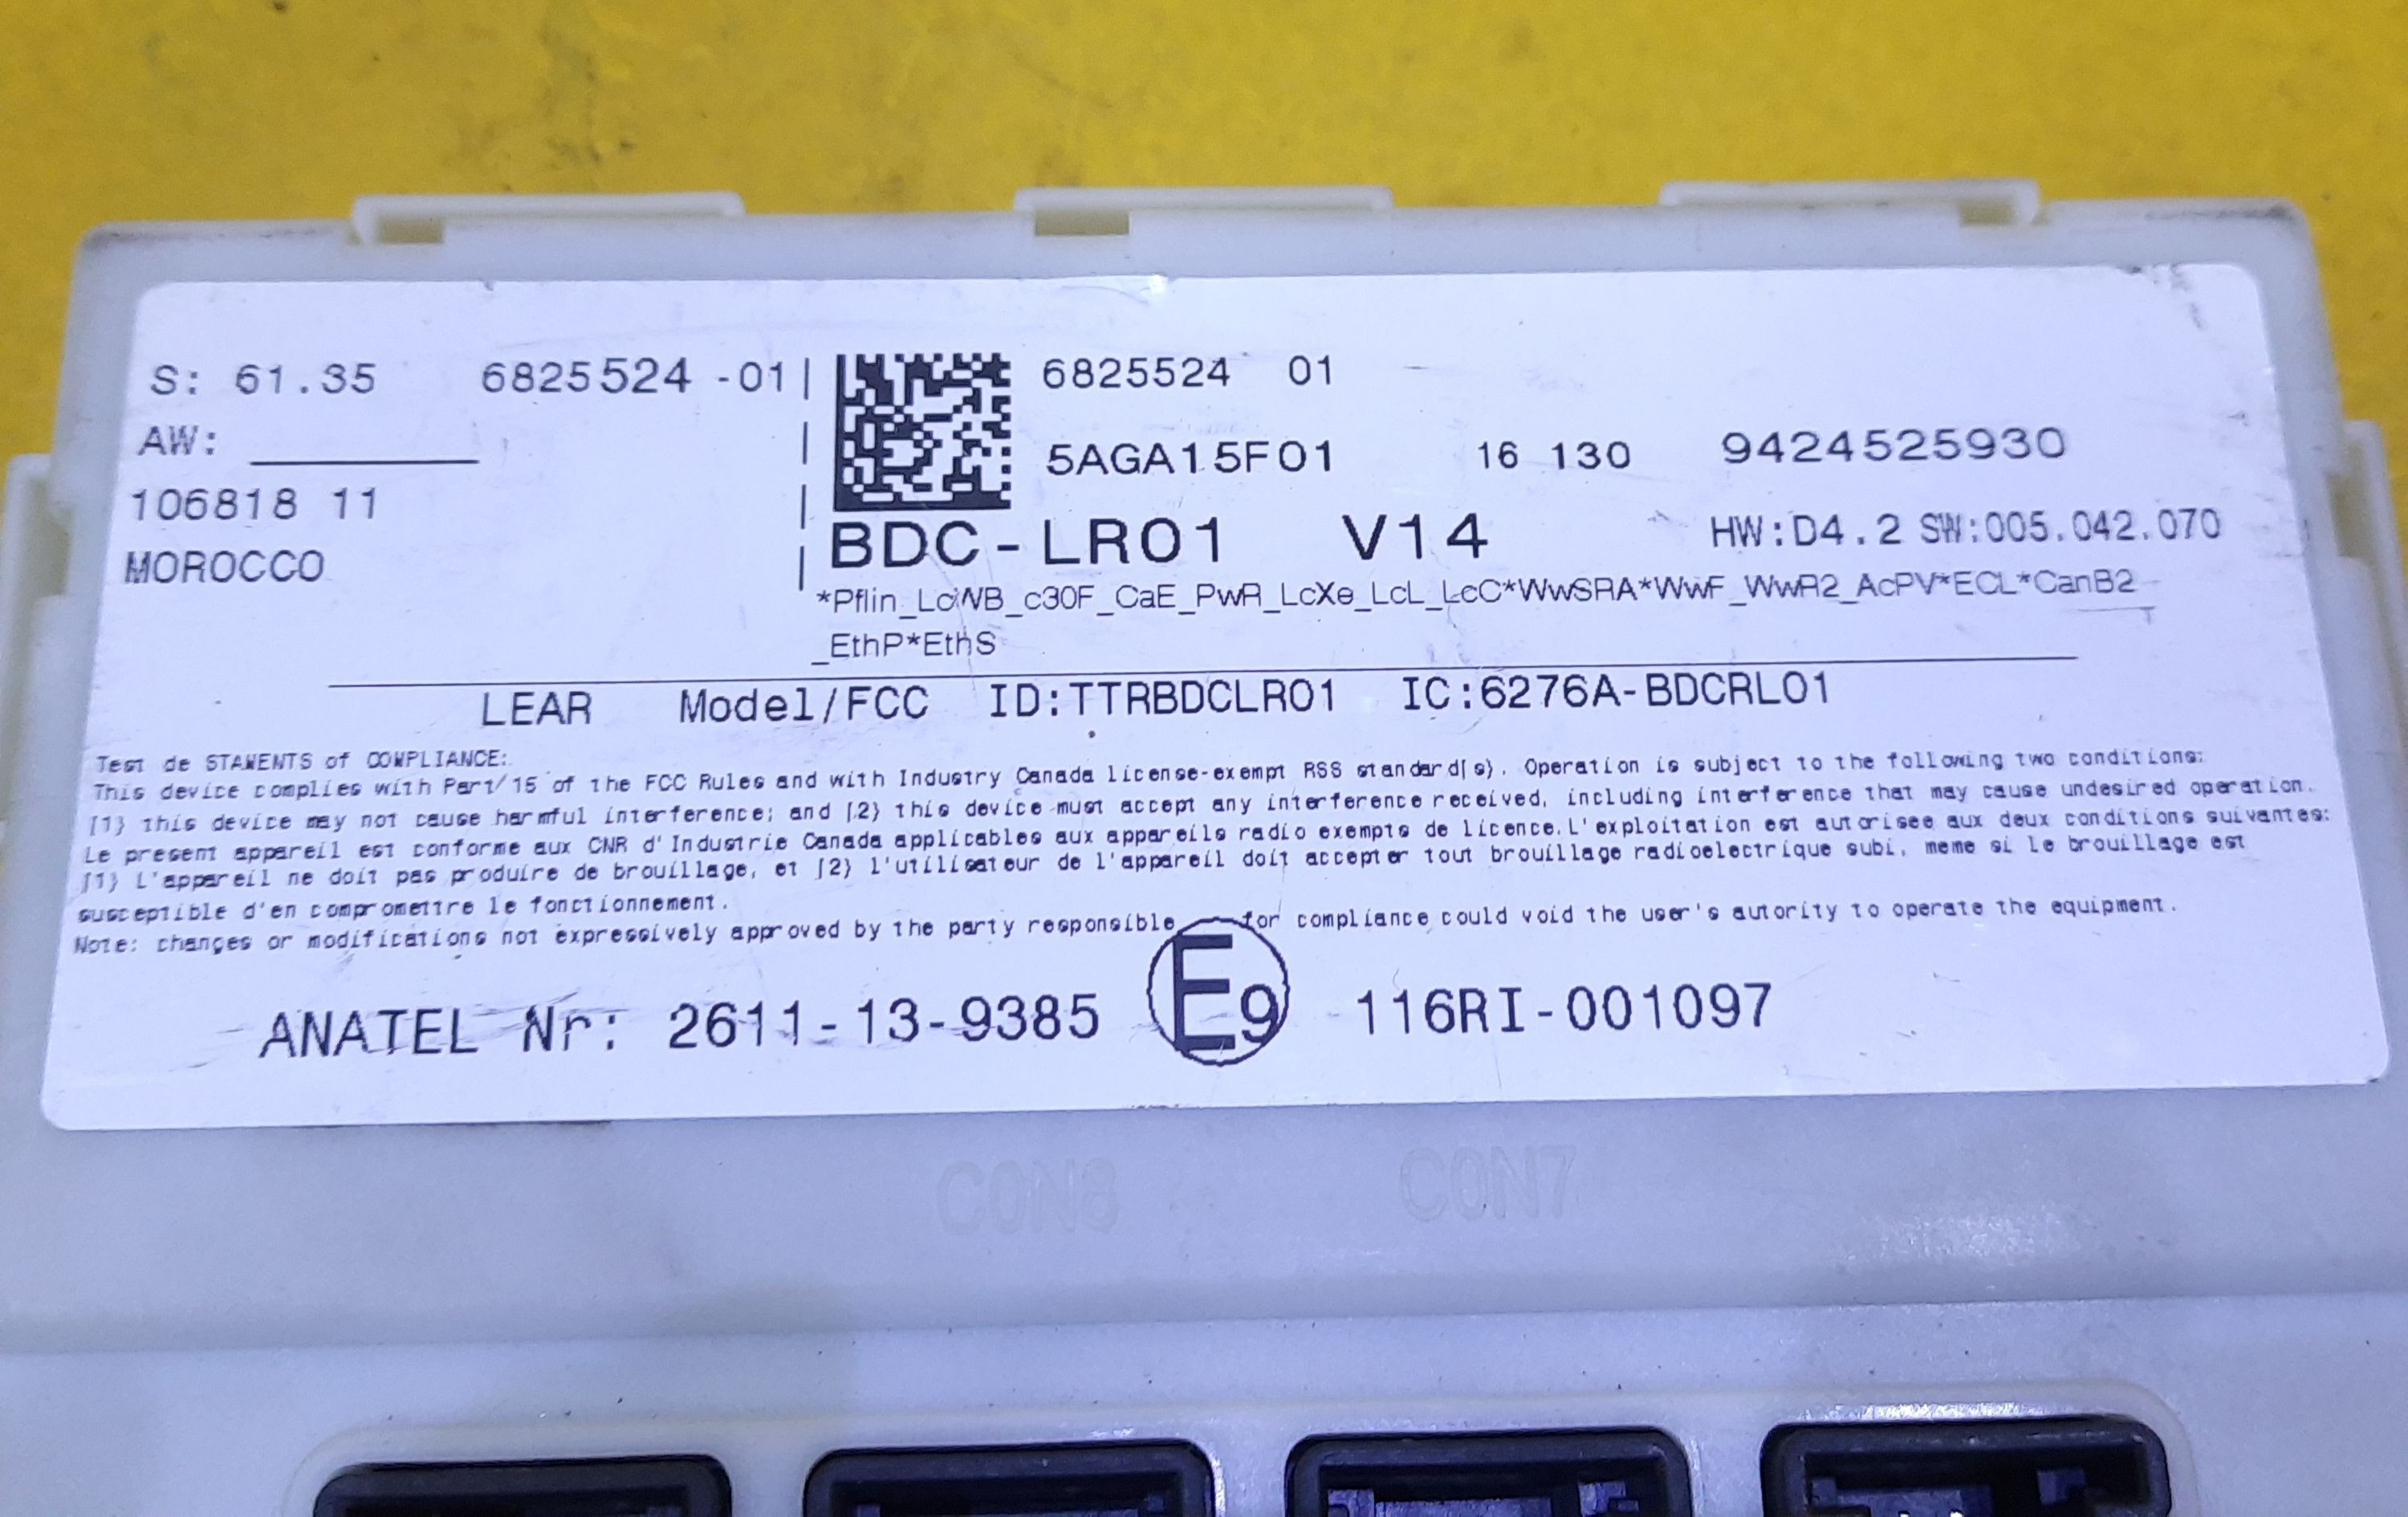 S: 61.35 6825524 -01
AW:
106818 11
MOROCCO
6825524 01
5AGA15F01 16 130 9424525930
BDC-LR01 V14 HW:D4.2 SW:005.042.070
*Pflin_LcWB_c30F_CaE_PwR_LcXe_LcL_LcC*WwSRA*WwF_WwR2_AcPV*ECL*CanB2
_EthP*EthS
LEAR Model/FCC ID:TTRBDCLR01 IC:6276A-BDCRL01
Test de STAMENTS of COMPLIANCE:
This device complies with Part/15 of the FCC Rules and with Industry Canada license-exempt RSS standard(s). Operation is subject to the following two conditions:
(1) this device may not cause harmful interference; and (2) this device must accept any interference received, including interference that may cause undesired operation.
Le present appareil est conforme aux CNR d'Industrie Canada applicables aux appareils radio exempts de licence.L'exploitation est autorisee aux deux conditions suivantes:
(1) L'appareil ne doit pas produire de brouillage, et (2) l'utilisateur de l'appareil doit accepter tout brouillage radioelectrique subi, meme si le brouillage est
susceptible d'en compromettre le fonctionnement.
Note: changes or modifications not expressively approved by the party responsible for compliance could void the user's autority to operate the equipment.
ANATEL Nr: 2611-13-9385 E9 116RI-001097
CON8 CON7